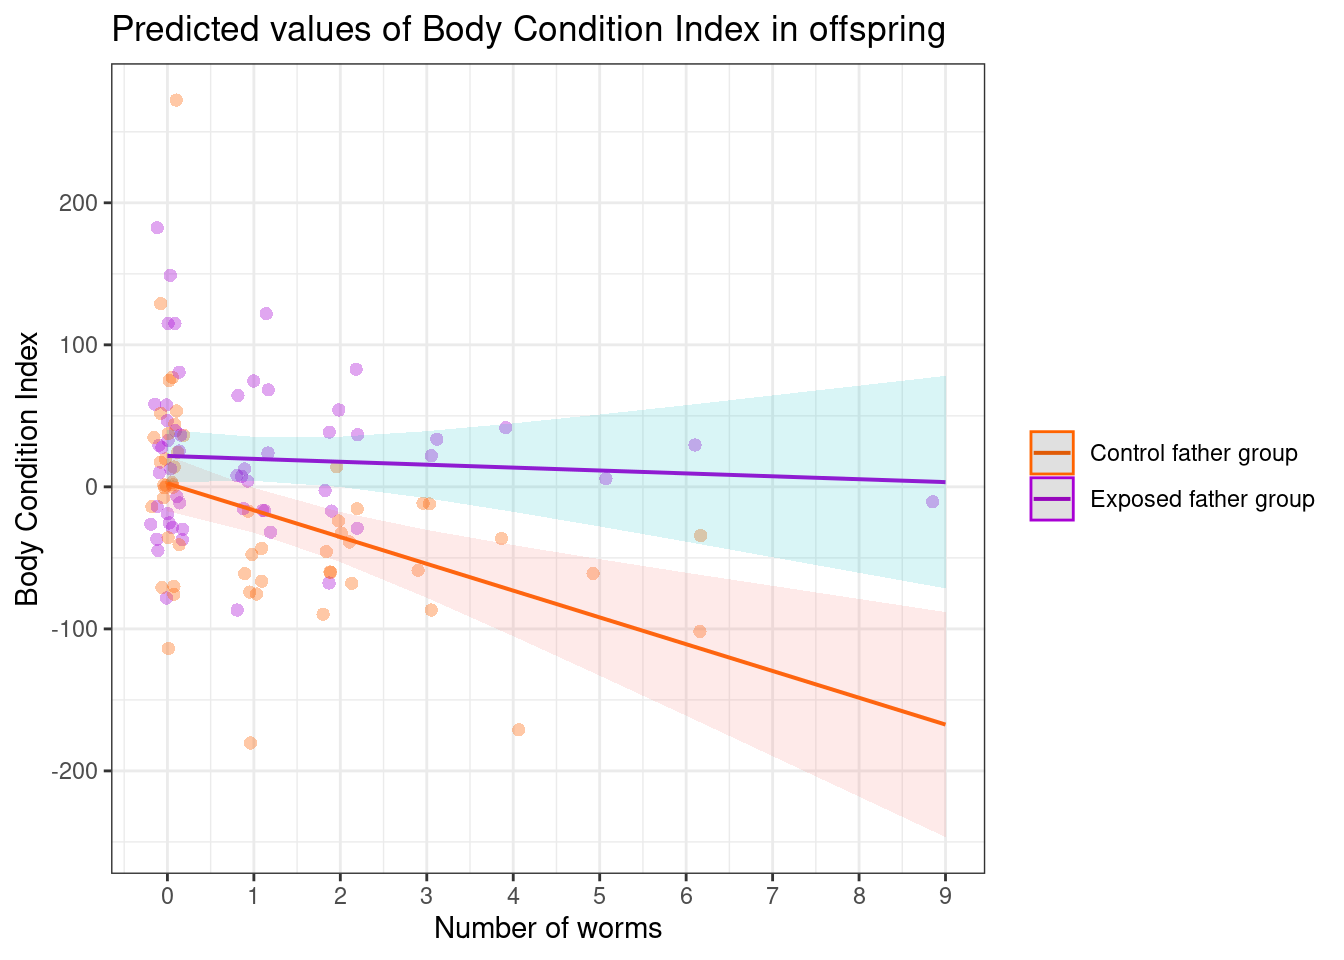 Predicted values of Body Condition Index in offspring
Body Condition Index
200
100
0
-100
-200
0 1 2 3 4 5 6 7 8 9
Number of worms
Control father group
Exposed father group